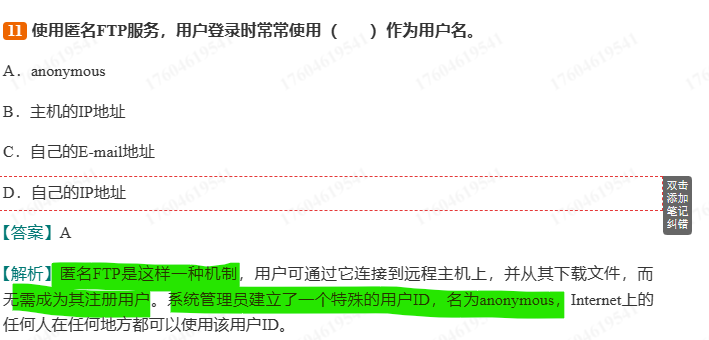 11 使用匿名FTP服务，用户登录时常常使用（　　）作为用户名。
A．anonymous
B．主机的IP地址
C．自己的E-mail地址
D．自己的IP地址
双击
添加
笔记
纠错
【答案】A
【解析】匿名FTP是这样一种机制，用户可通过它连接到远程主机上，并从其下载文件，而
无需成为其注册用户。系统管理员建立了一个特殊的用户ID，名为anonymous，Internet上的
任何人在任何地方都可以使用该用户ID。
17604619541